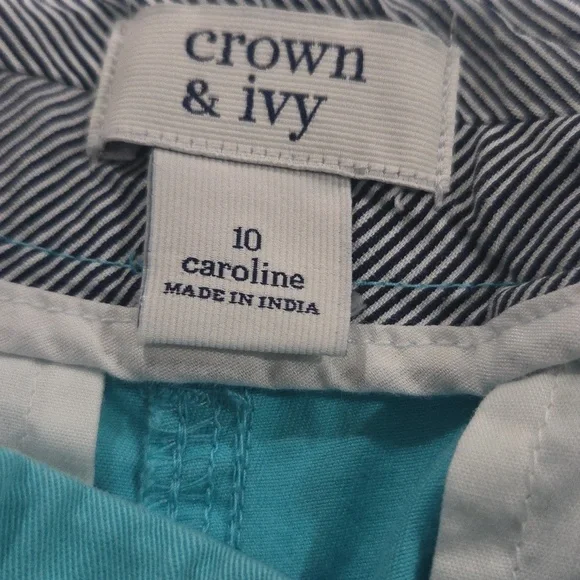 crown
& ivy
10
caroline
MADE IN INDIA